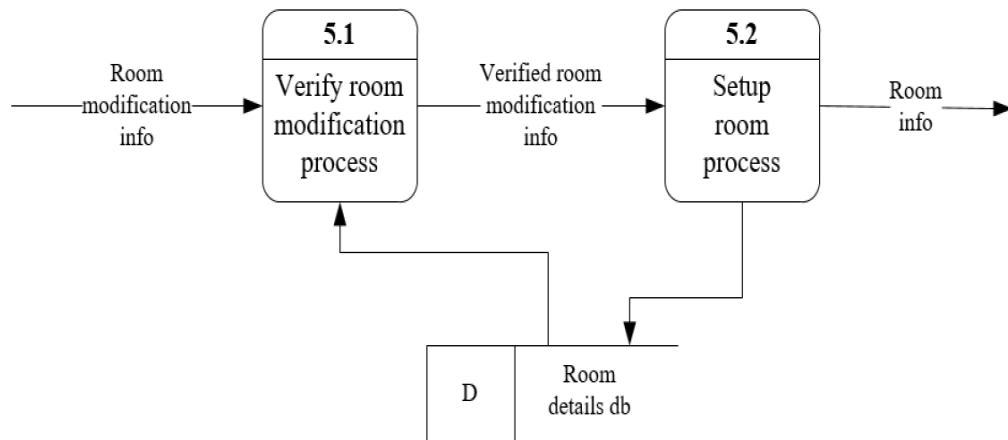 Room
modification
info
5.1
Verify room
modification
process
Verified room
modification
info
5.2
Setup
room
process
Room
info
D
Room
details db